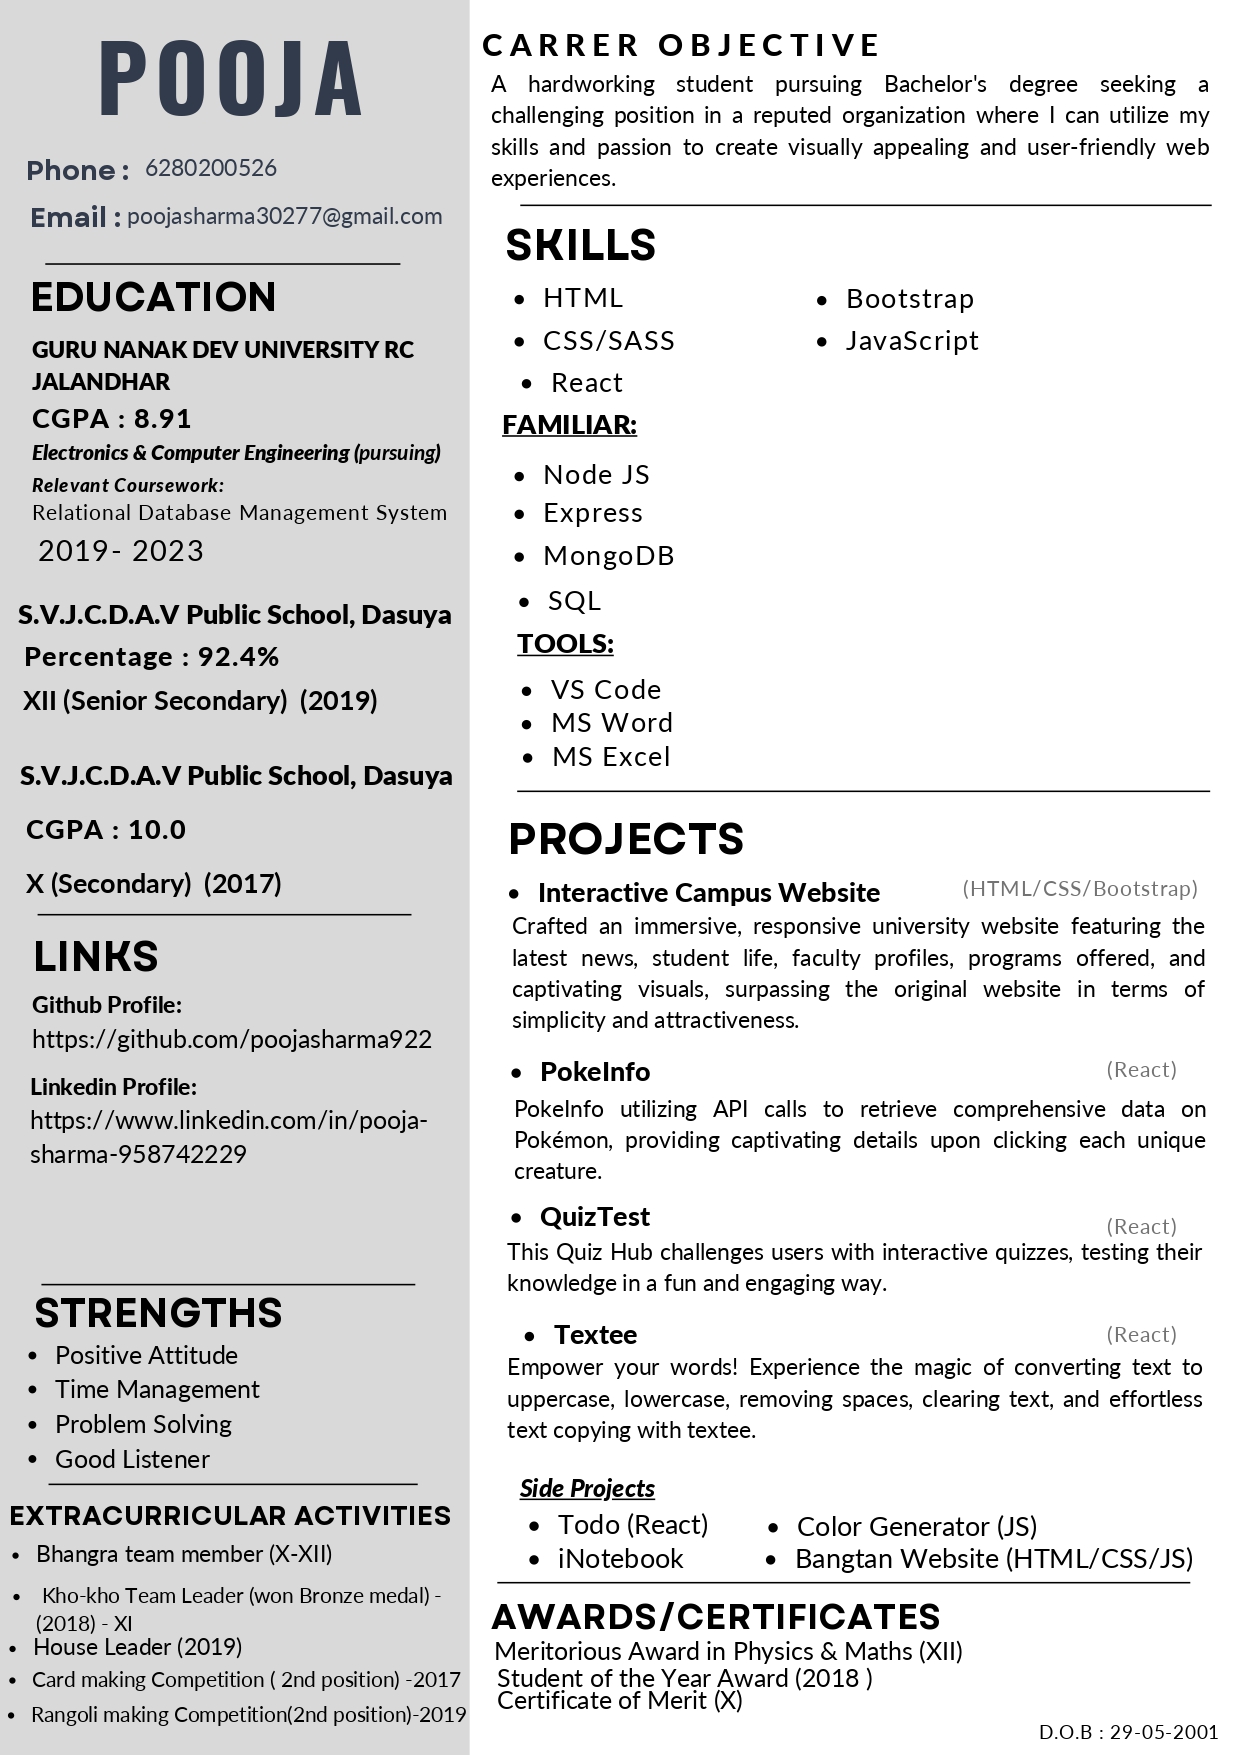 POOJA
Phone : 6280200526
Email : poojasharma30277@gmail.com
EDUCATION
GURU NANAK DEV UNIVERSITY RC
JALANDHAR
CGPA : 8.91
Electronics & Computer Engineering (pursuing)
Relevant Coursework:
Relational Database Management System
2019- 2023
S.V.J.C.D.A.V Public School, Dasuya
Percentage : 92.4%
XII (Senior Secondary) (2019)
S.V.J.C.D.A.V Public School, Dasuya
CGPA : 10.0
X (Secondary) (2017)
LINKS
Github Profile:
https://github.com/poojasharma922
Linkedin Profile:
https://www.linkedin.com/in/pooja-
sharma-958742229
STRENGTHS
• Positive Attitude
• Time Management
• Problem Solving
• Good Listener
EXTRACURRICULAR ACTIVITIES
• Bhangra team member (X-XII)
• Kho-kho Team Leader (won Bronze medal) -
(2018) - XI
• House Leader (2019)
• Card making Competition ( 2nd position) -2017
• Rangoli making Competition(2nd position)-2019
CARRER OBJECTIVE
A hardworking student pursuing Bachelor's degree seeking a
challenging position in a reputed organization where I can utilize my
skills and passion to create visually appealing and user-friendly web
experiences.
SKILLS
• HTML • Bootstrap
• CSS/SASS • JavaScript
• React
FAMILIAR:
• Node JS
• Express
• MongoDB
• SQL
TOOLS:
• VS Code
• MS Word
• MS Excel
PROJECTS
• Interactive Campus Website (HTML/CSS/Bootstrap)
Crafted an immersive, responsive university website featuring the
latest news, student life, faculty profiles, programs offered, and
captivating visuals, surpassing the original website in terms of
simplicity and attractiveness.
• PokeInfo (React)
PokeInfo utilizing API calls to retrieve comprehensive data on
Pokémon, providing captivating details upon clicking each unique
creature.
• QuizTest (React)
This Quiz Hub challenges users with interactive quizzes, testing their
knowledge in a fun and engaging way.
• Textee (React)
Empower your words! Experience the magic of converting text to
uppercase, lowercase, removing spaces, clearing text, and effortless
text copying with textee.
Side Projects
• Todo (React) • Color Generator (JS)
• iNotebook • Bangtan Website (HTML/CSS/JS)
AWARDS/CERTIFICATES
Meritorious Award in Physics & Maths (XII)
Student of the Year Award (2018 )
Certificate of Merit (X)
D.O.B : 29-05-2001